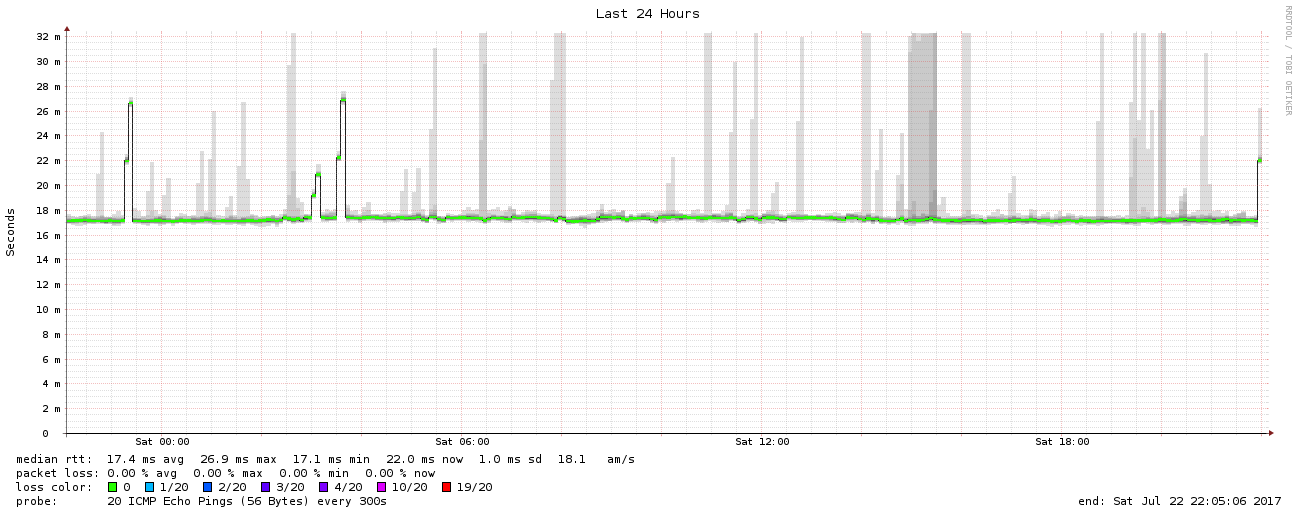 Last 24 Hours
RRDTOOL / TOBI OETIKER
Seconds
32 m
30 m
28 m
26 m
24 m
22 m
20 m
18 m
16 m
14 m
12 m
10 m
8 m
6 m
4 m
2 m
0
Sat 00:00 Sat 06:00 Sat 12:00 Sat 18:00
median rtt: 17.4 ms avg 26.9 ms max 17.1 ms min 22.0 ms now 1.0 ms sd 18.1 am/s
packet loss: 0.00 % avg 0.00 % max 0.00 % min 0.00 % now
loss color: 0 1/20 2/20 3/20 4/20 10/20 19/20
probe: 20 ICMP Echo Pings (56 Bytes) every 300s end: Sat Jul 22 22:05:06 2017